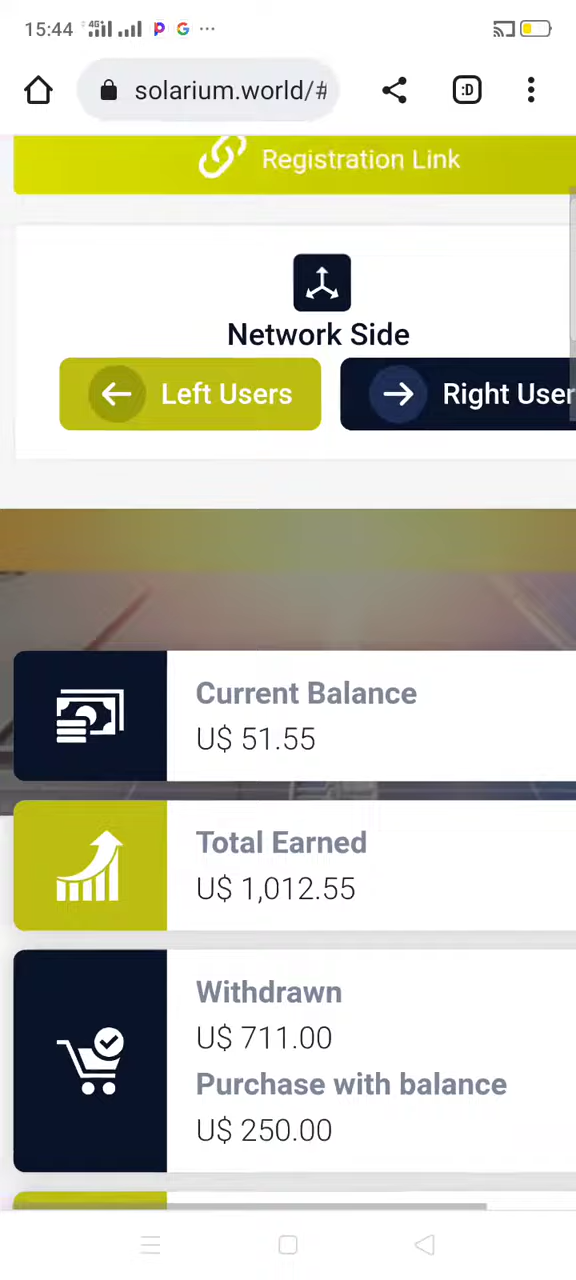 15:44 4G+ P G ...
solarium.world/# :D
Registration Link
Network Side
Left Users Right User
Current Balance
U$ 51.55
Total Earned
U$ 1,012.55
Withdrawn
U$ 711.00
Purchase with balance
U$ 250.00